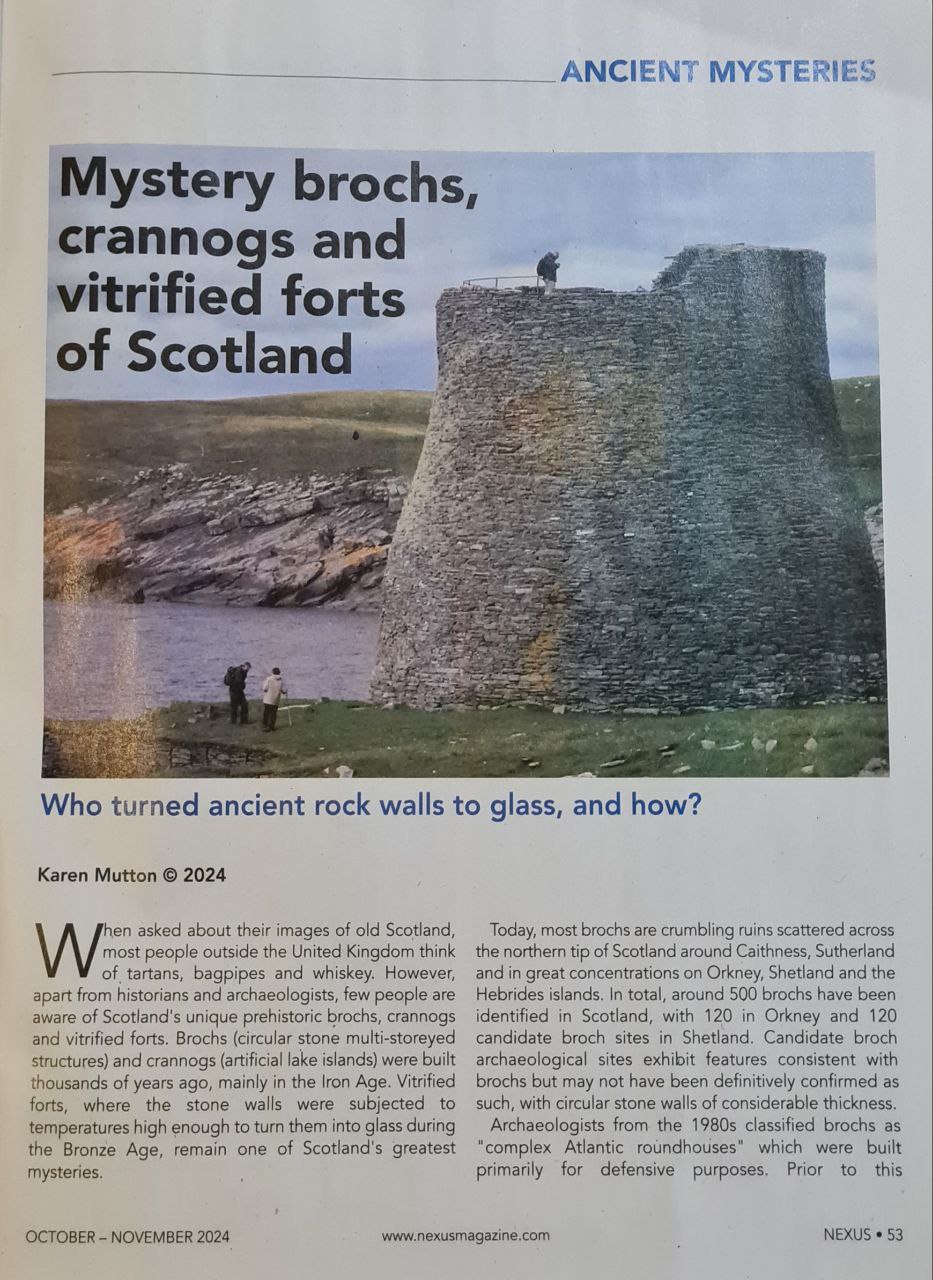 ANCIENT MYSTERIES
Mystery brochs,
crannogs and
vitrified forts
of Scotland
Who turned ancient rock walls to glass, and how?
Karen Mutton © 2024
When asked about their images of old Scotland,
most people outside the United Kingdom think
of tartans, bagpipes and whiskey. However,
apart from historians and archaeologists, few people are
aware of Scotland's unique prehistoric brochs, crannogs
and vitrified forts. Brochs (circular stone multi-storeyed
structures) and crannogs (artificial lake islands) were built
thousands of years ago, mainly in the Iron Age. Vitrified
forts, where the stone walls were subjected to
temperatures high enough to turn them into glass during
the Bronze Age, remain one of Scotland's greatest
mysteries.
Today, most brochs are crumbling ruins scattered across
the northern tip of Scotland around Caithness, Sutherland
and in great concentrations on Orkney, Shetland and the
Hebrides islands. In total, around 500 brochs have been
identified in Scotland, with 120 in Orkney and 120
candidate broch sites in Shetland. Candidate broch
archaeological sites exhibit features consistent with
brochs but may not have been definitively confirmed as
such, with circular stone walls of considerable thickness.
Archaeologists from the 1980s classified brochs as
"complex Atlantic roundhouses" which were built
primarily for defensive purposes. Prior to this
OCTOBER – NOVEMBER 2024
www.nexusmagazine.com
NEXUS • 53